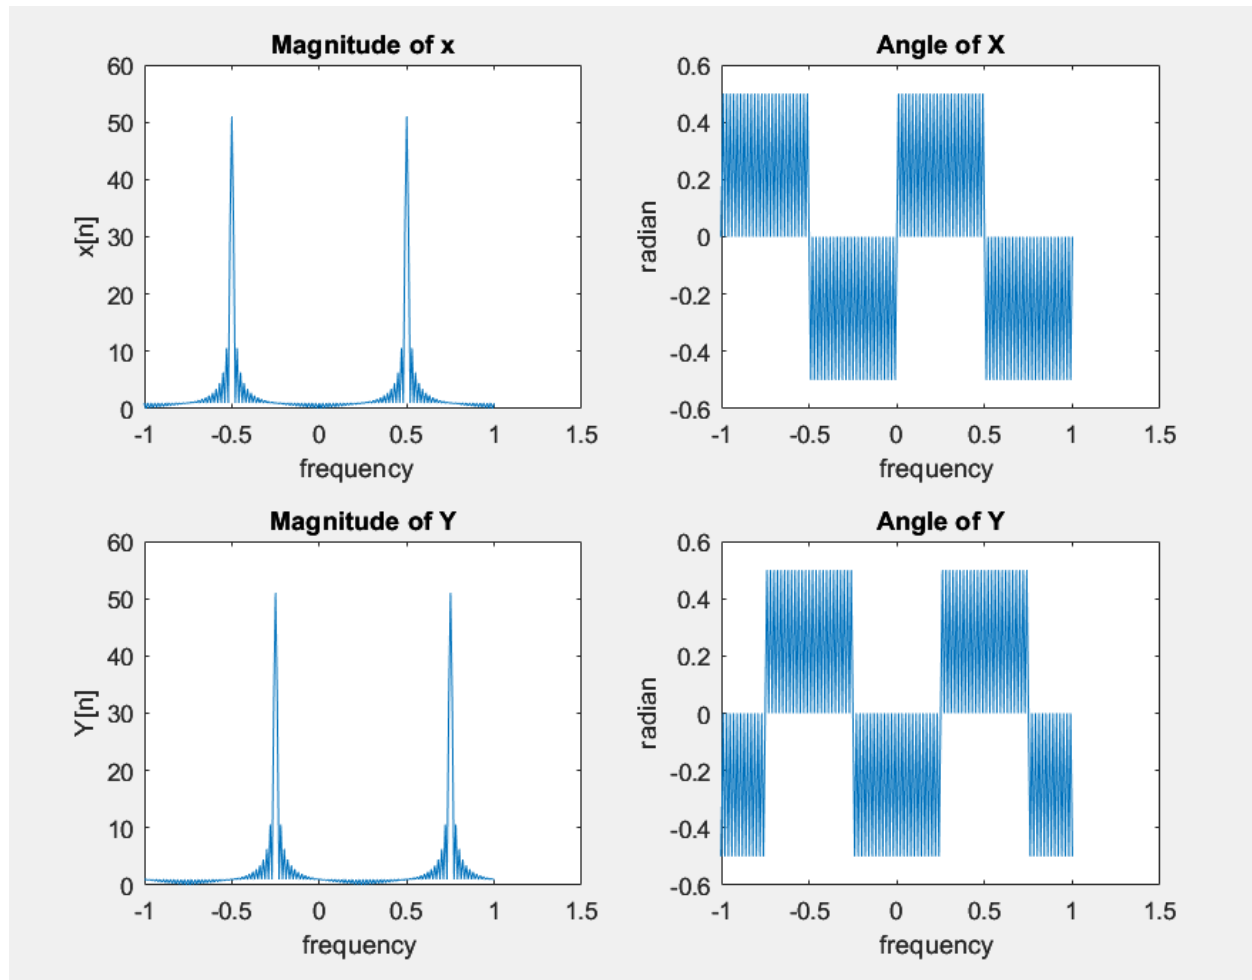 Magnitude of x
60
50
40
30
20
10
0
x[n]
-1 -0.5 0 0.5 1 1.5
frequency
Angle of X
0.6
0.4
0.2
0
-0.2
-0.4
-0.6
radian
-1 -0.5 0 0.5 1 1.5
frequency
Magnitude of Y
60
50
40
30
20
10
0
Y[n]
-1 -0.5 0 0.5 1 1.5
frequency
Angle of Y
0.6
0.4
0.2
0
-0.2
-0.4
-0.6
radian
-1 -0.5 0 0.5 1 1.5
frequency